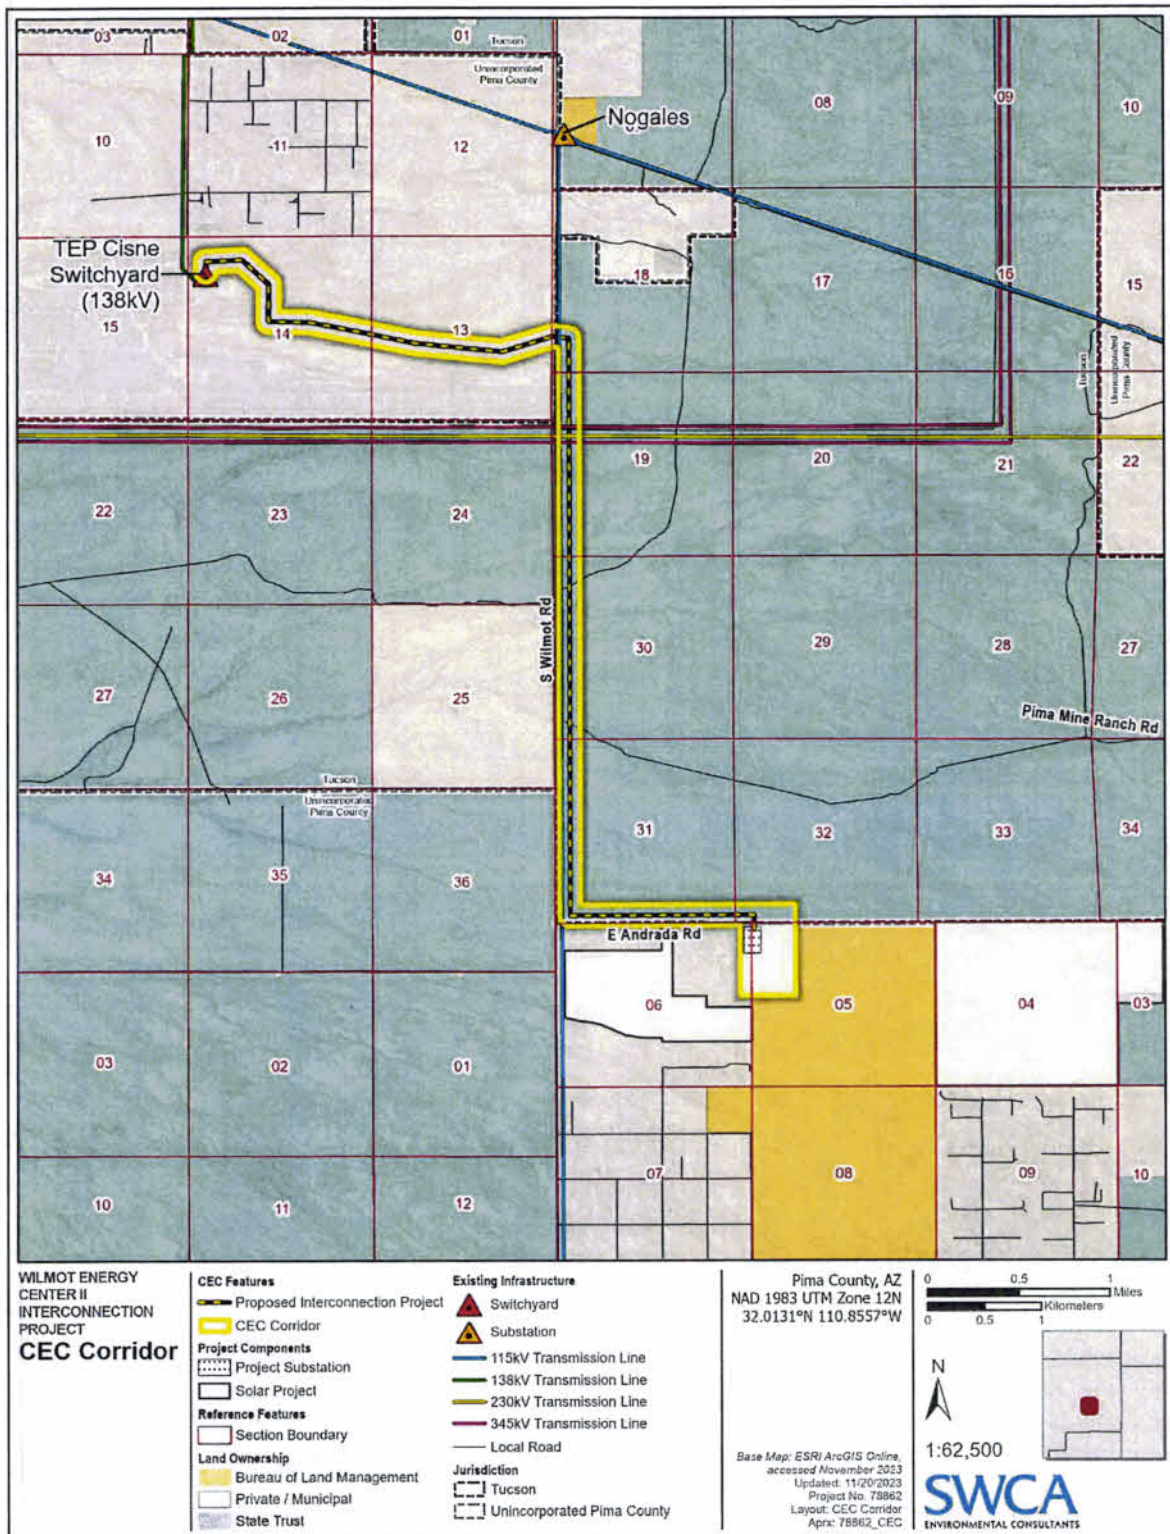 03
02
01
Tucson
Unincorporated
Pima County
08
09
10
Nogales
10
11
12
TEP Cisne
Switchyard
(138kV)
18
17
16
15
15
14
13
Tucson
Unincorporated
Pima County
19
20
21
22
22
23
24
S Wilmot Rd
30
29
28
27
27
26
25
Pima Mine Ranch Rd
Tucson
Unincorporated
Pima County
31
32
33
34
34
35
36
E Andrada Rd
06
05
04
03
03
02
01
07
08
09
10
10
11
12
WILMOT ENERGY
CENTER II
INTERCONNECTION
PROJECT
CEC Corridor
CEC Features
Proposed Interconnection Project
CEC Corridor
Project Components
Project Substation
Solar Project
Reference Features
Section Boundary
Land Ownership
Bureau of Land Management
Private / Municipal
State Trust
Existing Infrastructure
Switchyard
Substation
115kV Transmission Line
138kV Transmission Line
230kV Transmission Line
345kV Transmission Line
Local Road
Jurisdiction
Tucson
Unincorporated Pima County
Pima County, AZ
NAD 1983 UTM Zone 12N
32.0131°N 110.8557°W
Base Map: ESRI ArcGIS Online,
accessed November 2023
Updated: 11/20/2023
Project No. 78862
Layout: CEC Corridor
Aprx: 78862_CEC
0 0.5 1
Miles
Kilometers
0 0.5 1
N
1:62,500
SWCA
ENVIRONMENTAL CONSULTANTS